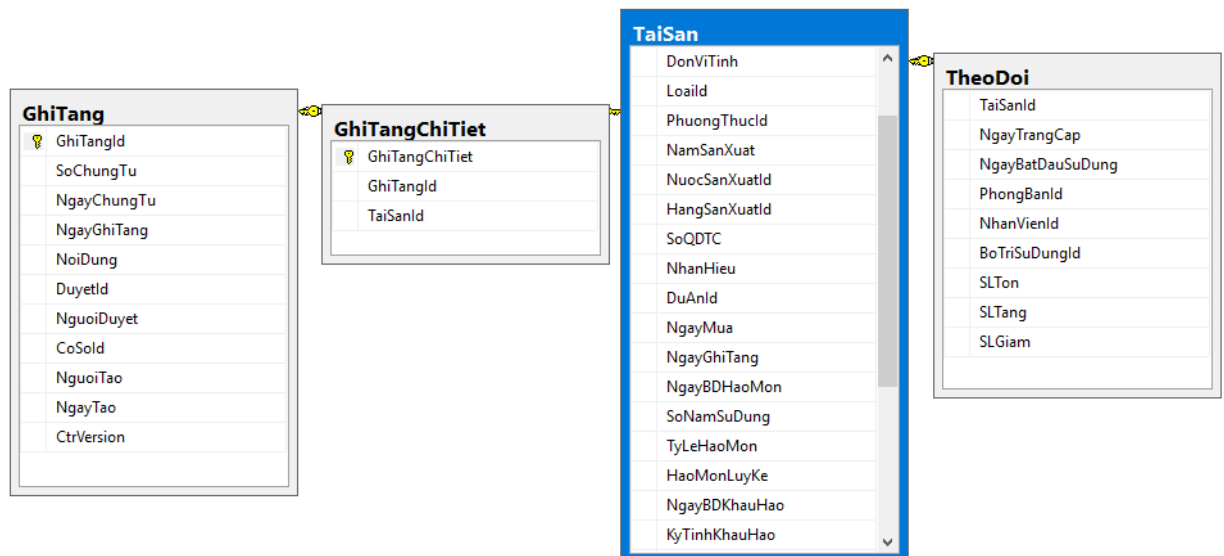 GhiTang
GhiTangId
SoChungTu
NgayChungTu
NgayGhiTang
NoiDung
DuyetId
NguoiDuyet
CoSoId
NguoiTao
NgayTao
CtrVersion
GhiTangChiTiet
GhiTangChiTiet
GhiTangId
TaiSanId
TaiSan
DonViTinh
LoaiId
PhuongThucId
NamSanXuat
NuocSanXuatId
HangSanXuatId
SoQDTC
NhanHieu
DuAnId
NgayMua
NgayGhiTang
NgayBDHaoMon
SoNamSuDung
TyLeHaoMon
HaoMonLuyKe
NgayBDKhauHao
KyTinhKhauHao
TheoDoi
TaiSanId
NgayTrangCap
NgayBatDauSuDung
PhongBanId
NhanVienId
BoTriSuDungId
SLTon
SLTang
SLGiam